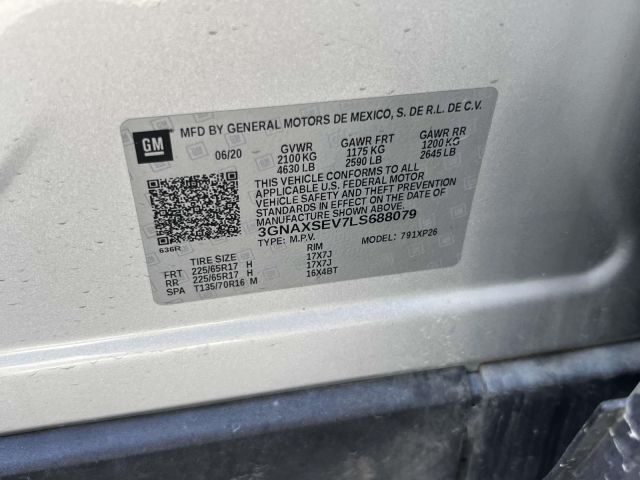 GM
MFD BY GENERAL MOTORS DE MEXICO, S. DE R.L. DE C.V.
06/20 GVWR GAWR FRT GAWR RR
2100 KG 1175 KG 1200 KG
4630 LB 2590 LB 2645 LB
THIS VEHICLE CONFORMS TO ALL
APPLICABLE U.S. FEDERAL MOTOR
VEHICLE SAFETY AND THEFT PREVENTION
STANDARDS IN EFFECT ON THE DATE OF
MANUFACTURE SHOWN ABOVE.
3GNAXSEV7LS688079
TYPE: M.P.V. MODEL: 791XP26
636R
TIRE SIZE RIM
FRT 225/65R17 H 17X7J
RR 225/65R17 H 17X7J
SPA T135/70R16 M 16X4BT